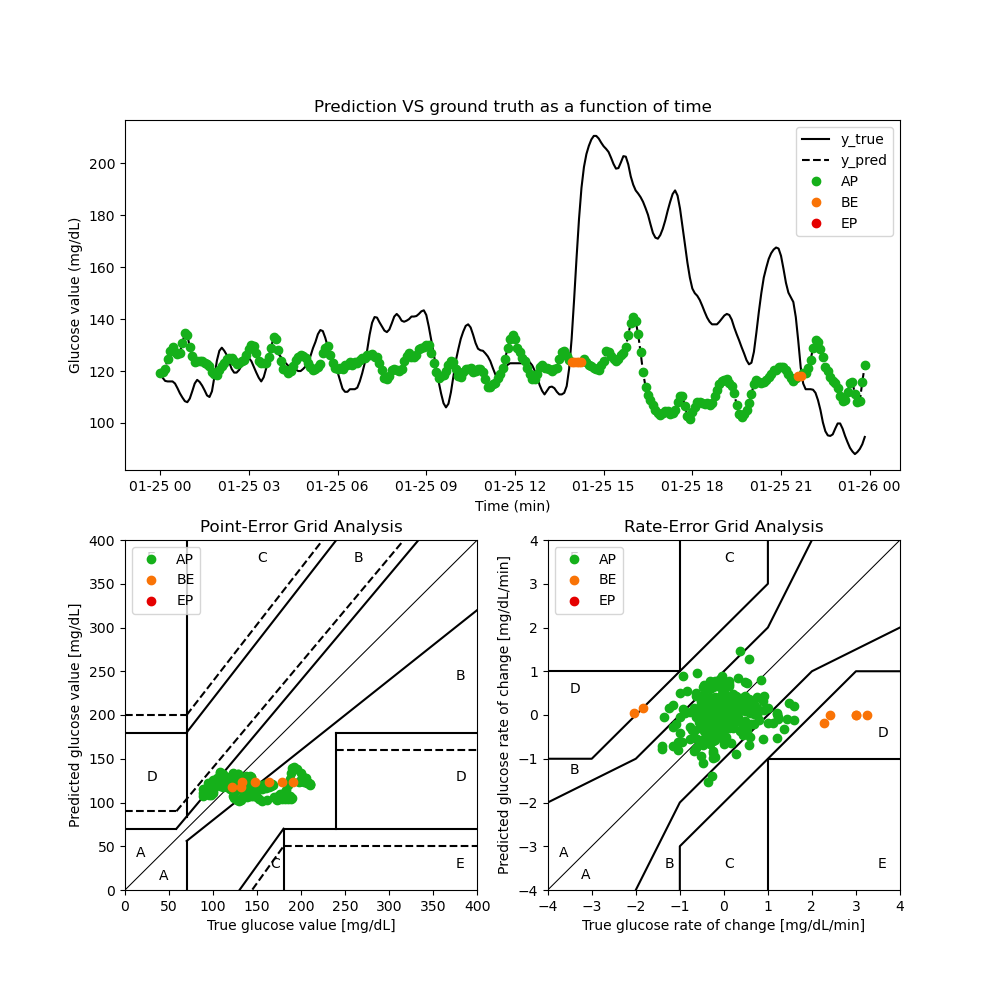 Prediction VS ground truth as a function of time
Glucose value (mg/dL)
200
180
160
140
120
100
y_true
y_pred
AP
BE
EP
01-25 00 01-25 03 01-25 06 01-25 09 01-25 12 01-25 15 01-25 18 01-25 21 01-26 00
Time (min)
Point-Error Grid Analysis
Predicted glucose value [mg/dL]
400
350
300
250
200
150
100
50
0
AP
BE
EP
C
B
B
D
D
A
A
C
E
0 50 100 150 200 250 300 350 400
True glucose value [mg/dL]
Rate-Error Grid Analysis
Predicted glucose rate of change [mg/dL/min]
4
3
2
1
0
−1
−2
−3
−4
AP
BE
EP
C
D
D
B
A
A
B
C
E
−4 −3 −2 −1 0 1 2 3 4
True glucose rate of change [mg/dL/min]